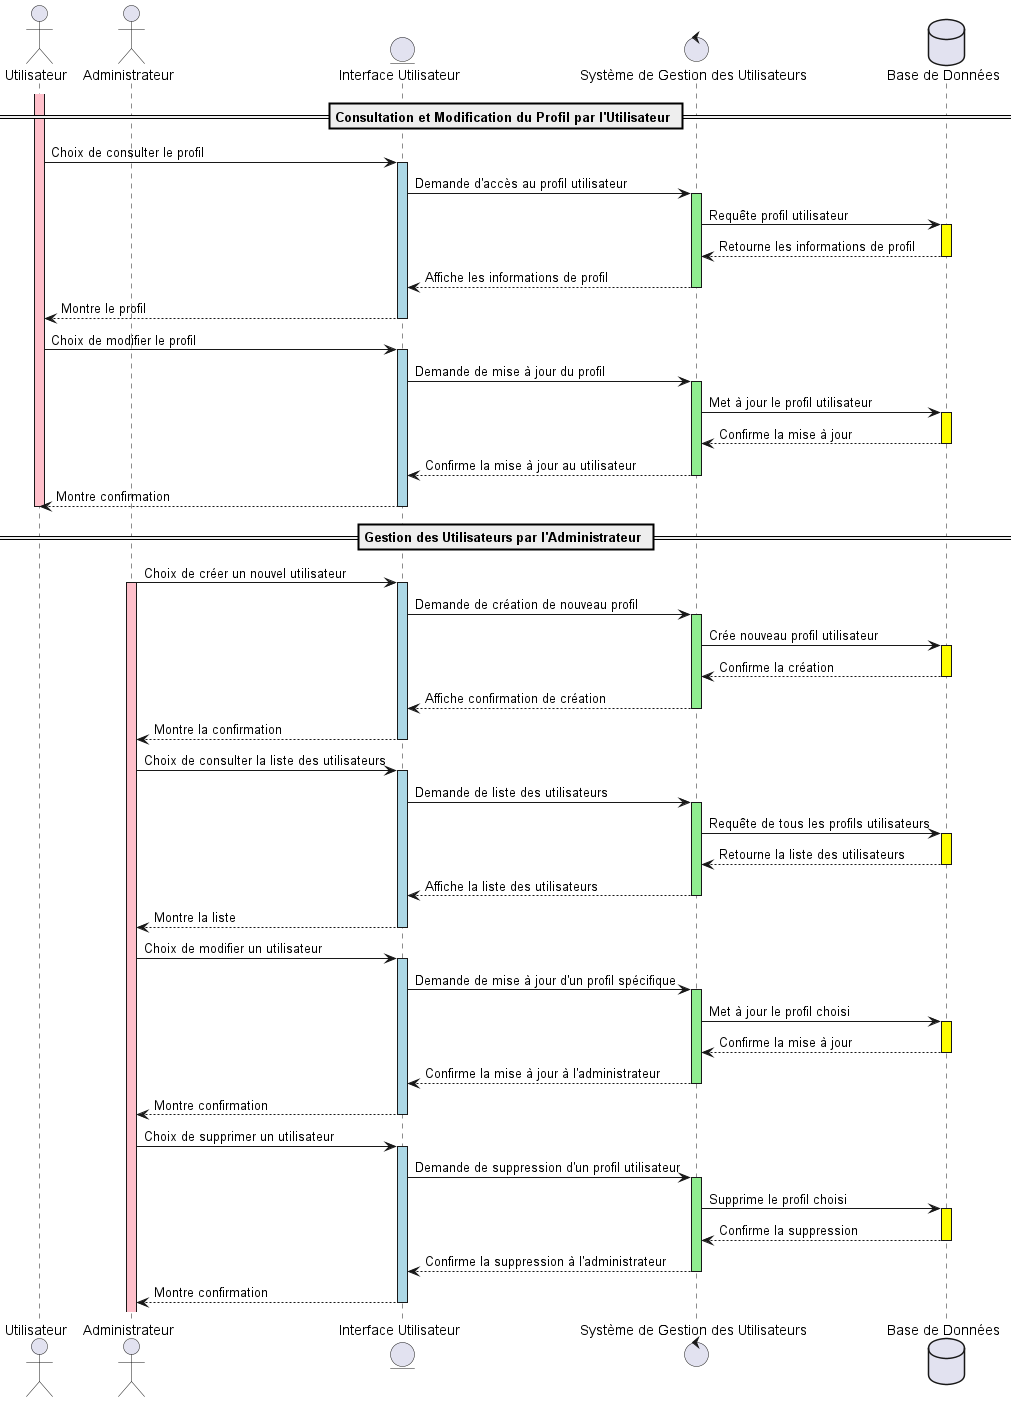 Utilisateur
Administrateur
Interface Utilisateur
Système de Gestion des Utilisateurs
Base de Données
Consultation et Modification du Profil par l'Utilisateur
Choix de consulter le profil
Demande d'accès au profil utilisateur
Requête profil utilisateur
Retourne les informations de profil
Affiche les informations de profil
Montre le profil
Choix de modifier le profil
Demande de mise à jour du profil
Met à jour le profil utilisateur
Confirme la mise à jour
Confirme la mise à jour au utilisateur
Montre confirmation
Gestion des Utilisateurs par l'Administrateur
Choix de créer un nouvel utilisateur
Demande de création de nouveau profil
Crée nouveau profil utilisateur
Confirme la création
Affiche confirmation de création
Montre la confirmation
Choix de consulter la liste des utilisateurs
Demande de liste des utilisateurs
Requête de tous les profils utilisateurs
Retourne la liste des utilisateurs
Affiche la liste des utilisateurs
Montre la liste
Choix de modifier un utilisateur
Demande de mise à jour d'un profil spécifique
Met à jour le profil choisi
Confirme la mise à jour
Confirme la mise à jour à l'administrateur
Montre confirmation
Choix de supprimer un utilisateur
Demande de suppression d'un profil utilisateur
Supprime le profil choisi
Confirme la suppression
Confirme la suppression à l'administrateur
Montre confirmation
Utilisateur
Administrateur
Interface Utilisateur
Système de Gestion des Utilisateurs
Base de Données